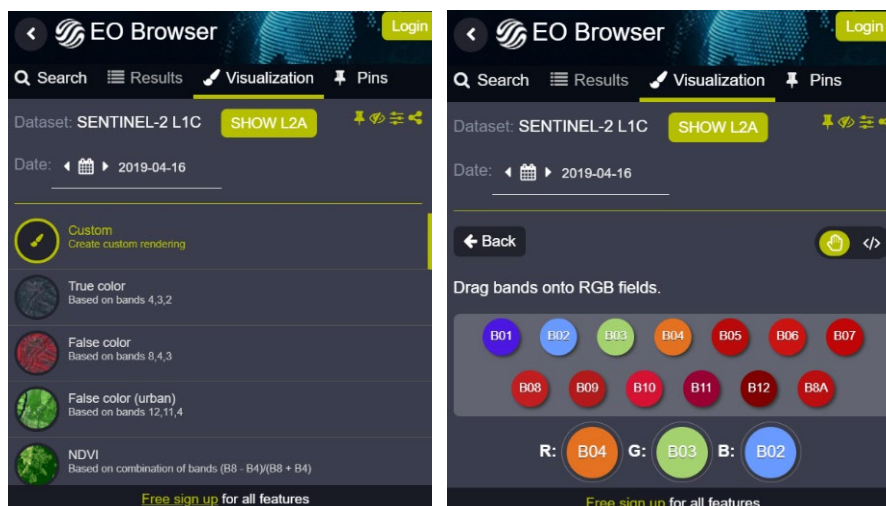 EO Browser
Login
Search Results Visualization Pins
Dataset: SENTINEL-2 L1C SHOW L2A
Date: 2019-04-16
Custom
Create custom rendering
True color
Based on bands 4,3,2
False color
Based on bands 8,4,3
False color (urban)
Based on bands 12,11,4
NDVI
Based on combination of bands (B8 - B4)/(B8 + B4)
Free sign up for all features
EO Browser
Login
Search Results Visualization Pins
Dataset: SENTINEL-2 L1C SHOW L2A
Date: 2019-04-16
Back </>
Drag bands onto RGB fields.
B01 B02 B03 B04 B05 B06 B07
B08 B09 B10 B11 B12 B8A
R: B04 G: B03 B: B02
Free sign up for all features